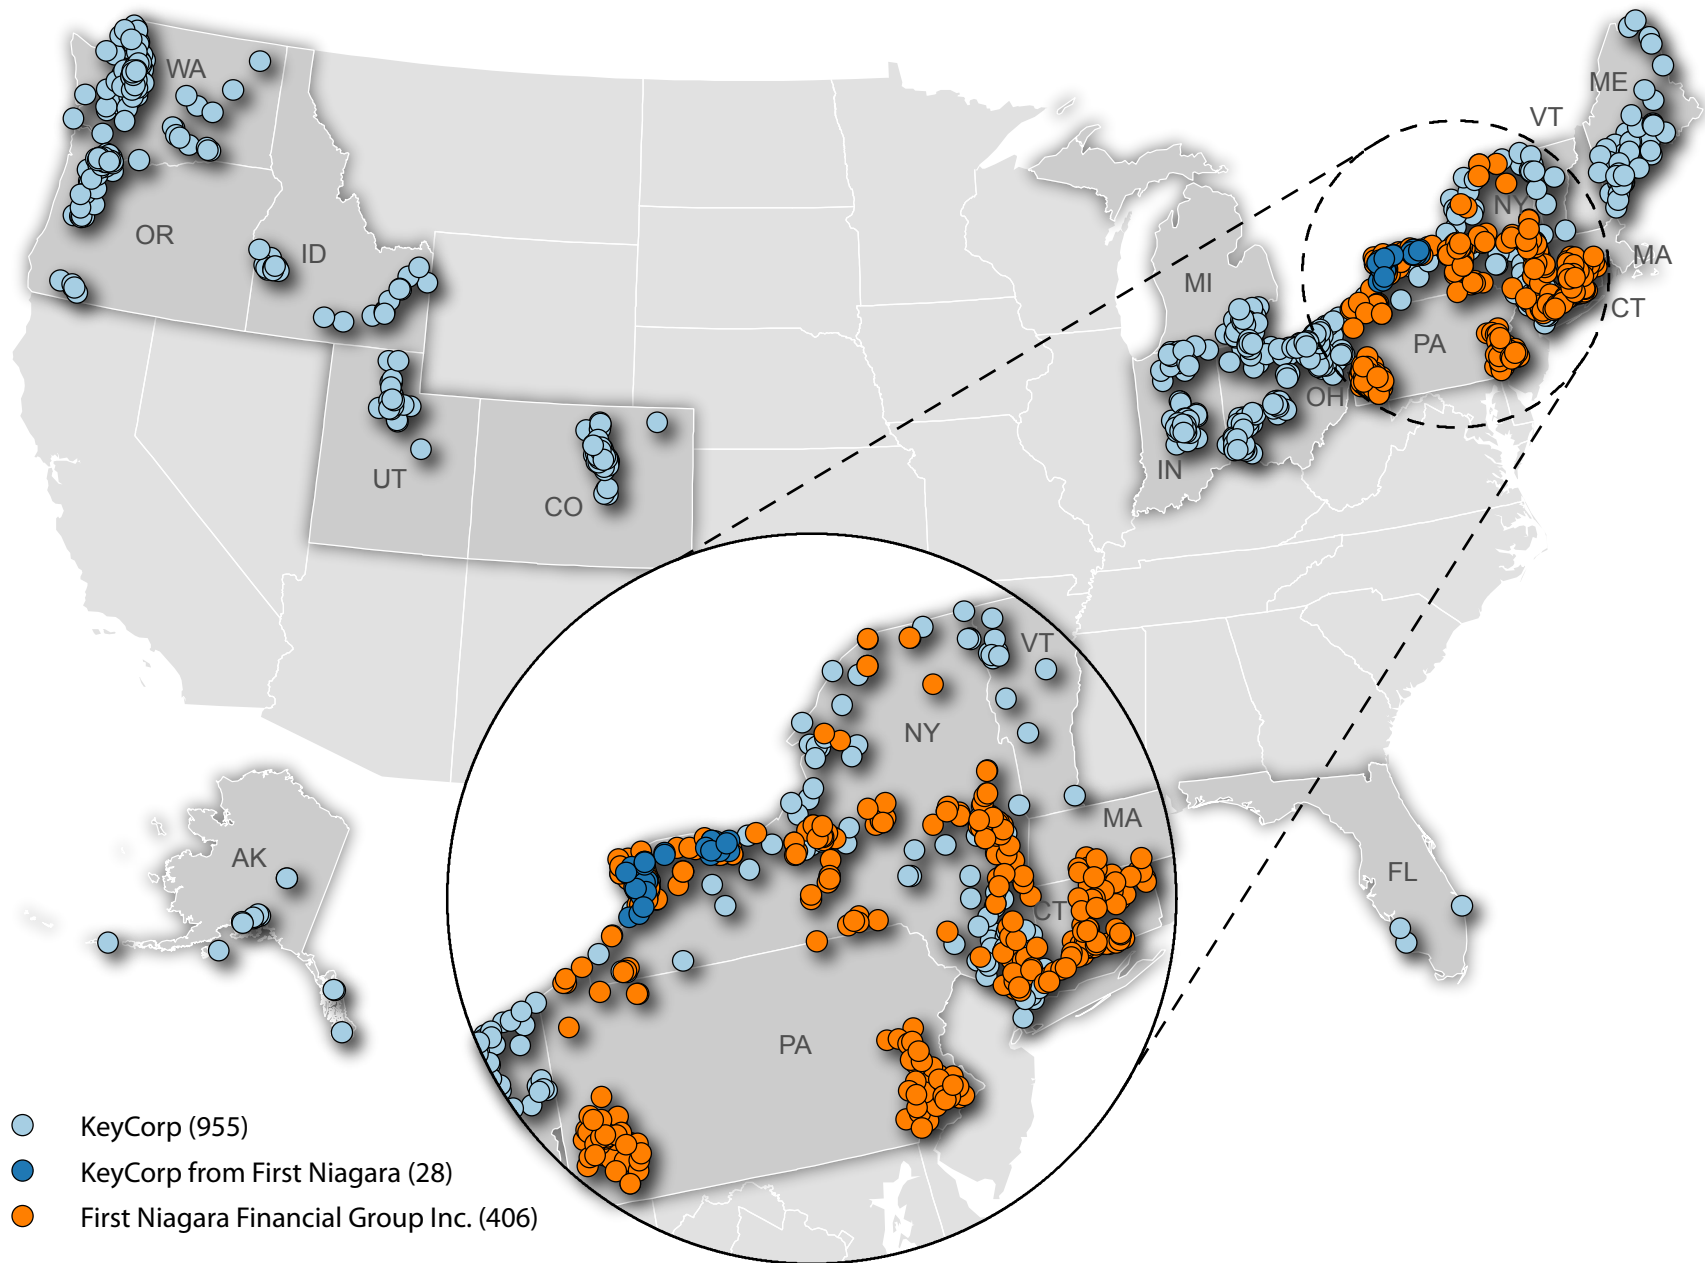 WA
OR
ID
UT
CO
MI
IN
OH
PA
NY
VT
ME
MA
CT
AK
FL
VT
NY
MA
CT
PA
KeyCorp (955)
KeyCorp from First Niagara (28)
First Niagara Financial Group Inc. (406)